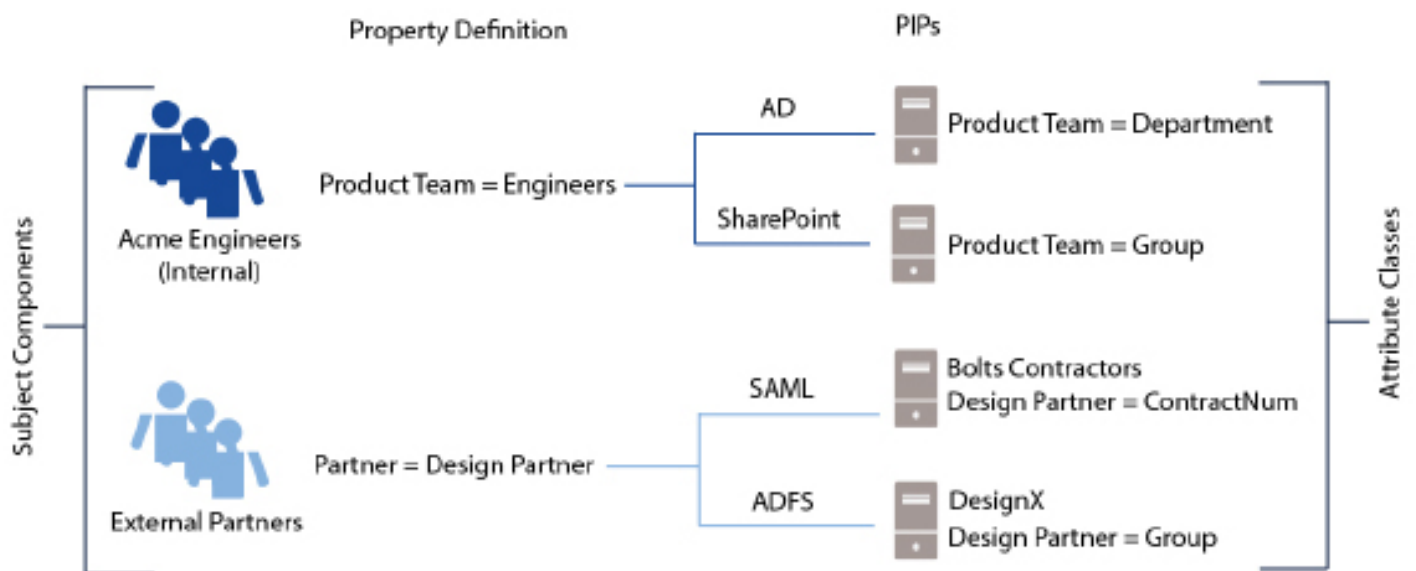 Property Definition
PIPs
Subject Components
Acme Engineers
(Internal)
Product Team = Engineers
AD
Product Team = Department
SharePoint
Product Team = Group
External Partners
Partner = Design Partner
SAML
Bolts Contractors
Design Partner = ContractNum
ADFS
DesignX
Design Partner = Group
Attribute Classes